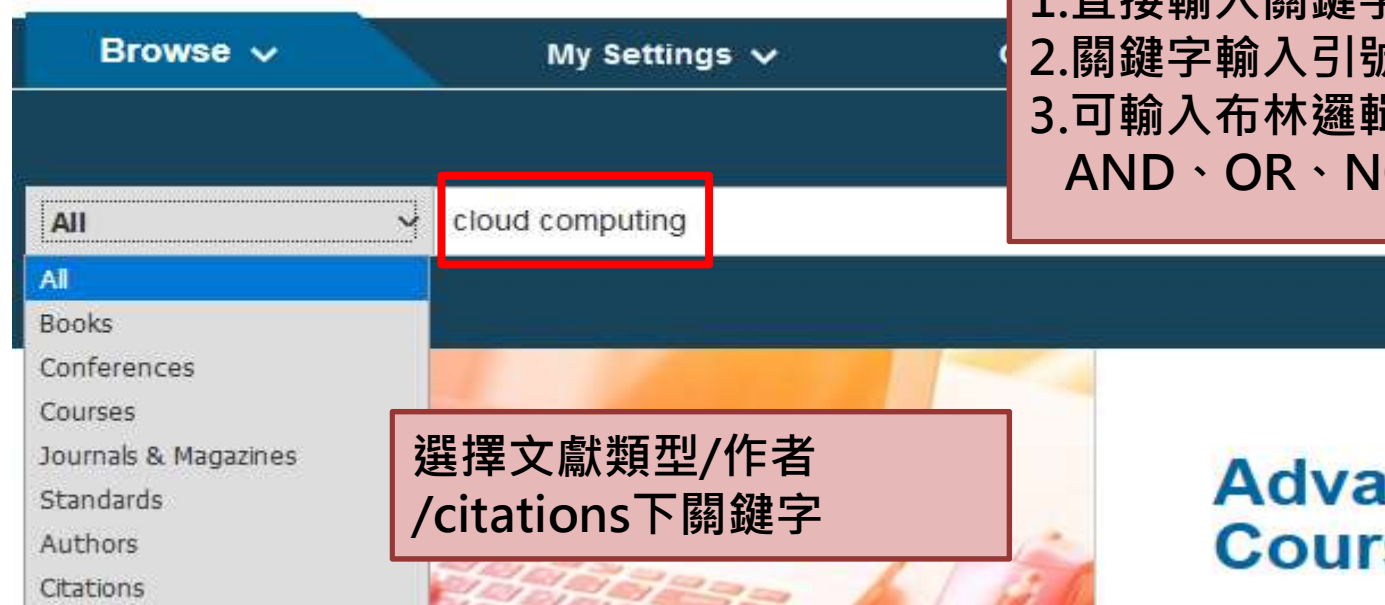 1.直接輸入關鍵字
Browse
My Settings
2.關鍵字輸入引號
3.可輸入布林邏輯
AND、OR、
All
cloud computing
All
Books
Conferences
Courses
Journals & Magazines
Standards
Authors
Citations
選擇文獻類型/作者
/citations下關鍵字